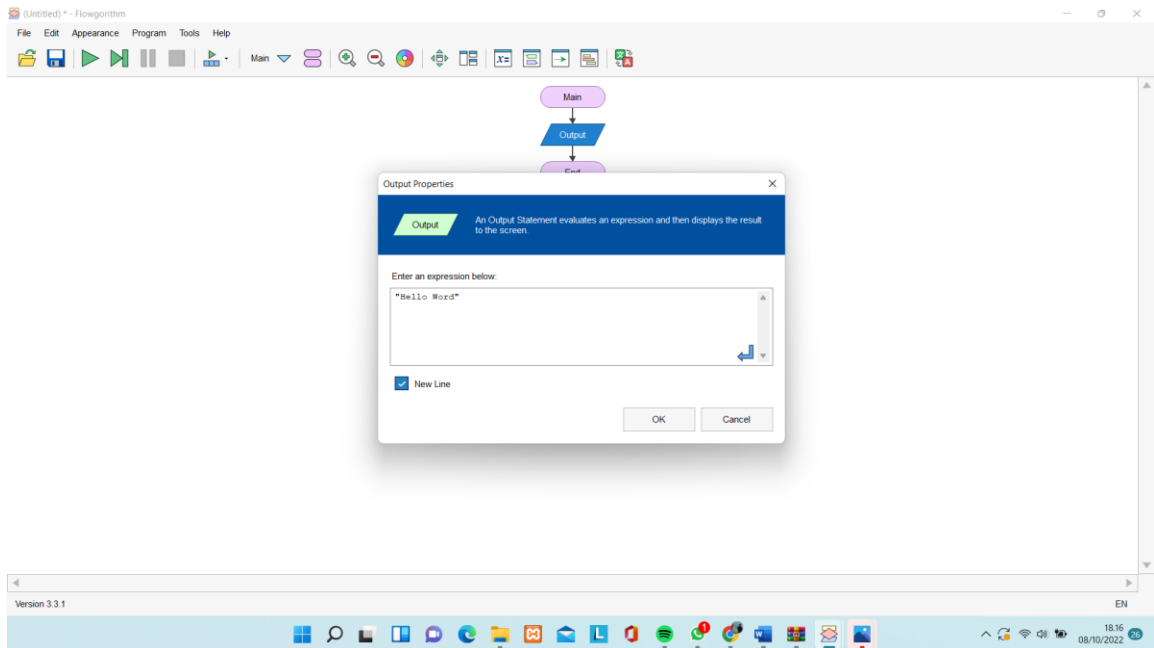 (Untitled) * - Flowgorithm
File Edit Appearance Program Tools Help
Main
x=
Main
Output
End
Output Properties
Output
An Output Statement evaluates an expression and then displays the result
to the screen.
Enter an expression below:
"Hello Word"
New Line
OK Cancel
Version 3.3.1 EN
L 1 W
18.16
08/10/2022 26